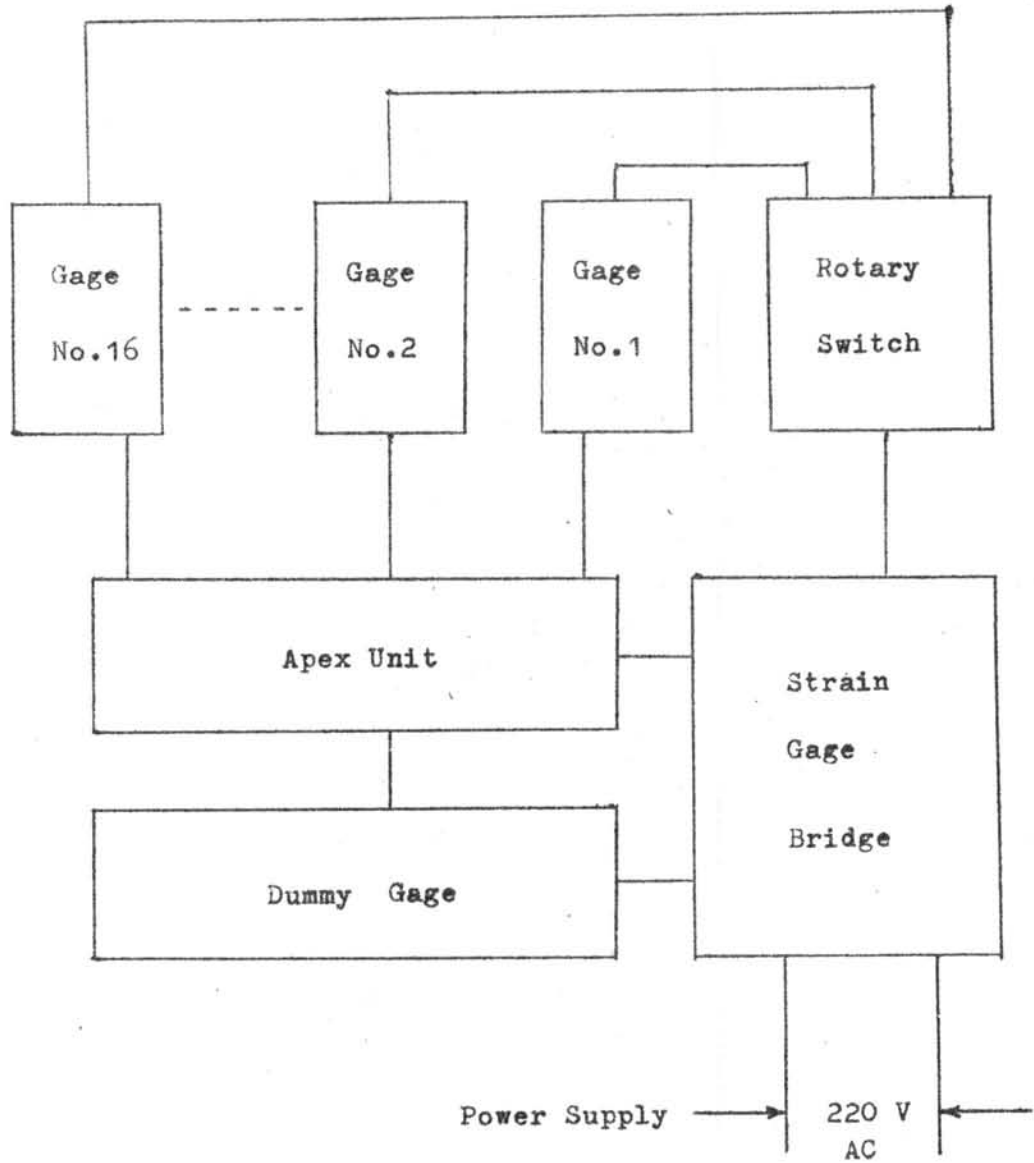 Gage
No.16
Gage
No.2
Gage
No.1
Rotary
Switch
Apex Unit
Strain
Gage
Bridge
Dummy Gage
Power Supply
220 V
AC